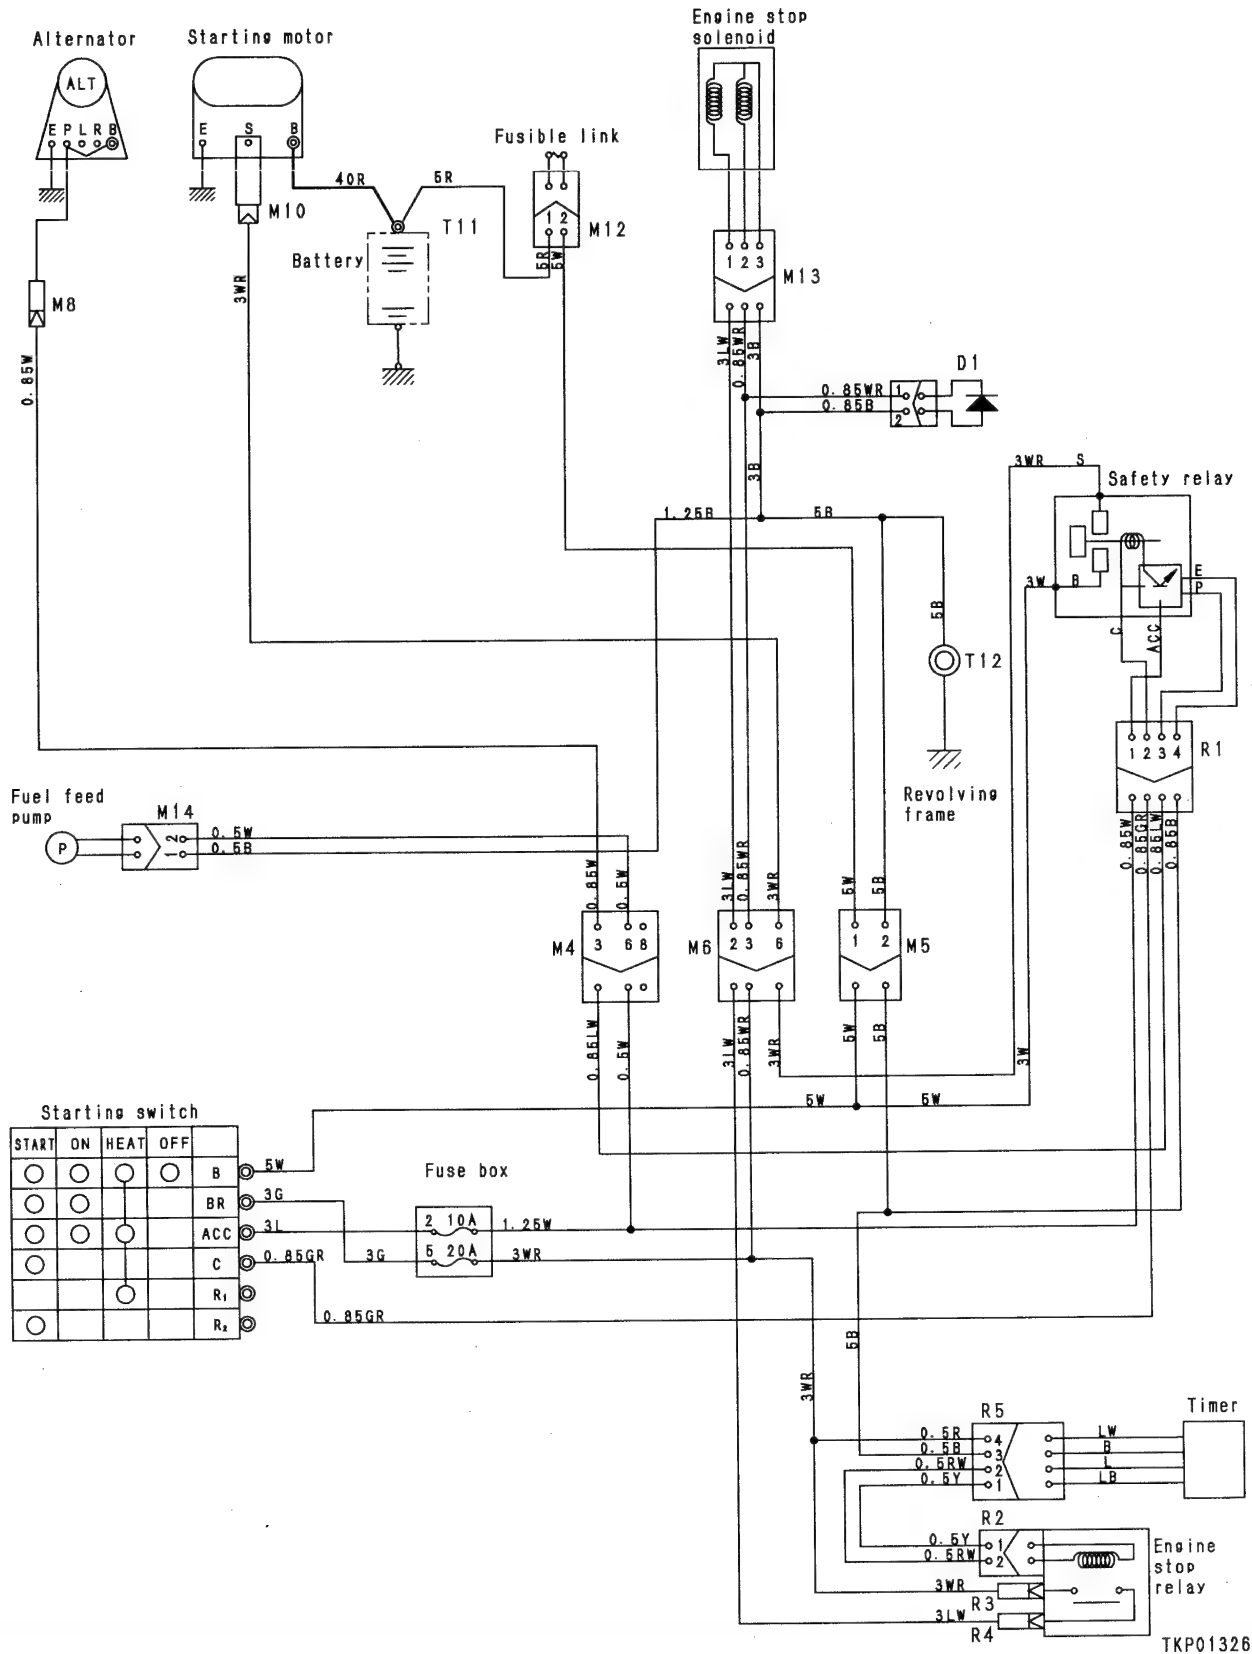 Engine stop
solenoid
Alternator
Starting motor
ALT
E P L R B
E S B
Fusible link
40R
5R
M10
T11
1 2
M12
Battery
5R
5W
3WR
1 2 3
M13
M8
3LW
0.85WR
3B
0.85W
D1
0.85WR
1
0.85B
2
3B
3WR
S
Safety relay
1.25B
5B
3W
B
E
P
C
ACC
5B
T12
1 2 3 4
R1
Revolving
frame
Fuel feed
pump
M14
P
2
0.5W
1
0.5B
0.85W
0.85GR
0.85LW
0.85B
0.85W
0.5W
3LW
0.85WR
3WR
5W
5B
M4
3 6 8
M6
2 3 6
1 2
M5
0.85LW
0.5W
3LW
0.85WR
3WR
5W
5B
3W
5W
5W
Starting switch
START ON HEAT OFF
B
5W
BR
3G
ACC
3L
C
0.85GR
R1
R2
Fuse box
2 10A
1.25W
3G
5 20A
3WR
0.85GR
5B
3WR
R5
Timer
0.5R
4
LW
0.5B
3
B
0.5RW
2
L
0.5Y
1
LB
R2
0.5Y
1
0.5RW
2
Engine
stop
relay
3WR
R3
3LW
R4
TKP01326